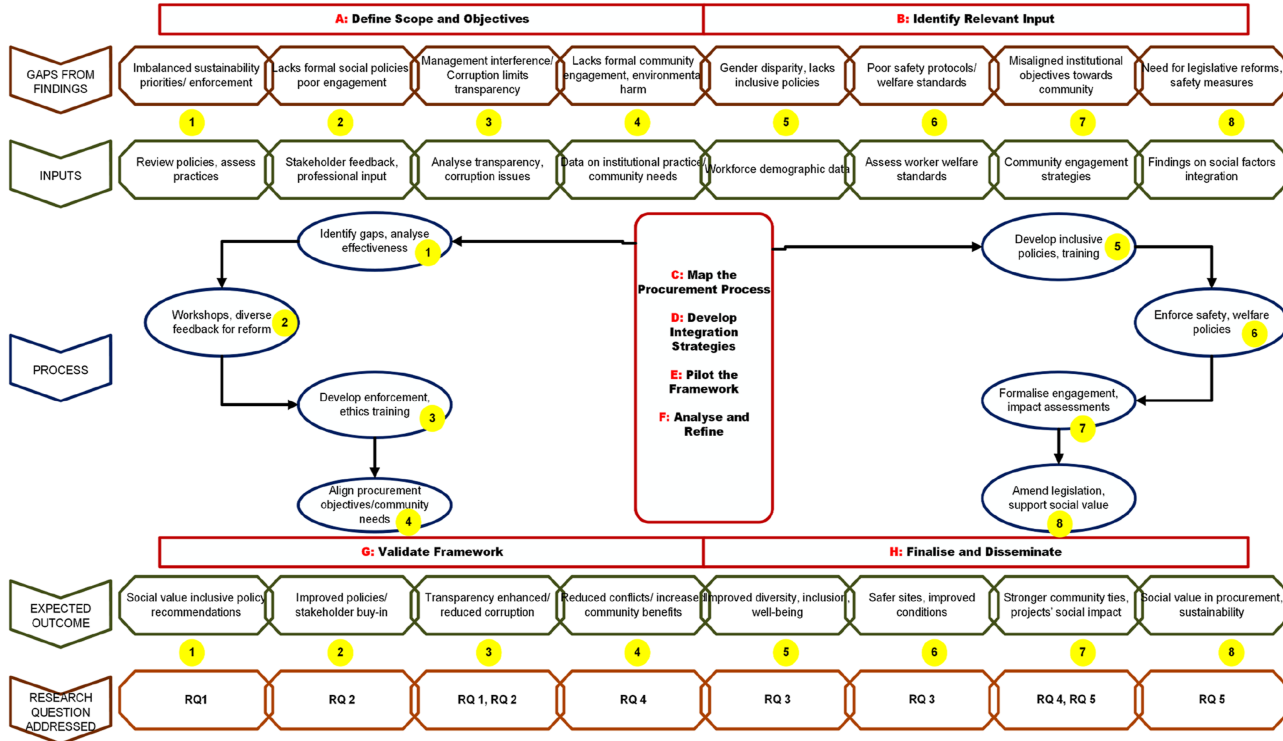 A: Define Scope and Objectives
B: Identify Relevant Input
GAPS FROM
FINDINGS
Imbalanced sustainability
priorities/ enforcement
Lacks formal social policies
poor engagement
Management interference/
Corruption limits
transparency
Lacks formal community
engagement, environmenta
harm
Gender disparity, lacks
inclusive policies
Poor safety protocols/
welfare standards
Misaligned institutional
objectives towards
community
Need for legislative reforms,
safety measures
1
2
3
4
5
6
7
8
INPUTS
Review policies, assess
practices
Stakeholder feedback,
professional input
Analyse transparency,
corruption issues
Data on institutional practice/
community needs
Workforce demographic data
Assess worker welfare
standards
Community engagement
strategies
Findings on social factors
integration
PROCESS
Identify gaps, analyse
effectiveness
1
Workshops, diverse
feedback for reform
2
Develop enforcement,
ethics training
3
Align procurement
objectives/community
needs
4
C: Map the
Procurement Process
D: Develop
Integration
Strategies
E: Pilot the
Framework
F: Analyse and
Refine
Develop inclusive
policies, training
5
Enforce safety, welfare
policies
6
Formalise engagement,
impact assessments
7
Amend legislation,
support social value
8
G: Validate Framework
H: Finalise and Disseminate
EXPECTED
OUTCOME
Social value inclusive policy
recommendations
Improved policies/
stakeholder buy-in
Transparency enhanced/
reduced corruption
Reduced conflicts/ increased
community benefits
Improved diversity, inclusion,
well-being
Safer sites, improved
conditions
Stronger community ties,
projects' social impact
Social value in procurement,
sustainability
1
2
3
4
5
6
7
8
RESEARCH
QUESTION
ADDRESSED
RQ1
RQ 2
RQ 1, RQ 2
RQ 4
RQ 3
RQ 3
RQ 4, RQ 5
RQ 5